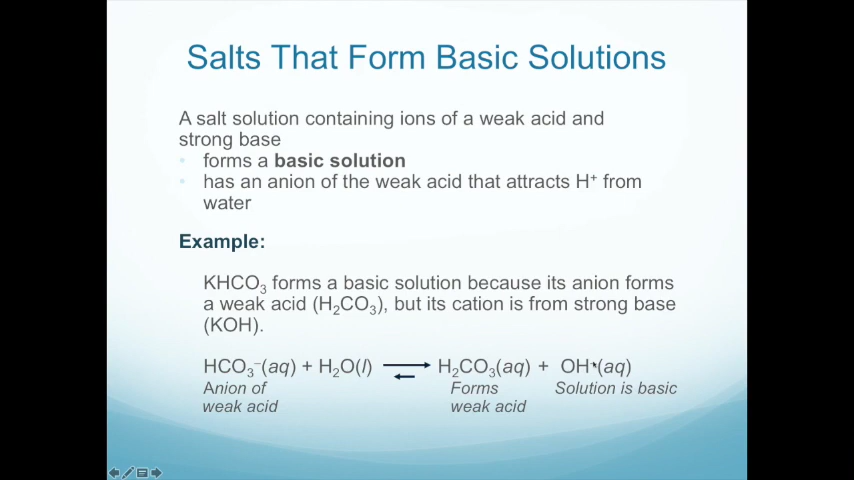 Salts That Form Basic Solutions
A salt solution containing ions of a weak acid and
strong base
• forms a basic solution
• has an anion of the weak acid that attracts H⁺ from
water
Example:
KHCO₃ forms a basic solution because its anion forms
a weak acid (H₂CO₃), but its cation is from strong base
(KOH).
HCO₃⁻(aq) + H₂O(l) ⇌ H₂CO₃(aq) + OH⁻(aq)
Anion of Forms Solution is basic
weak acid weak acid